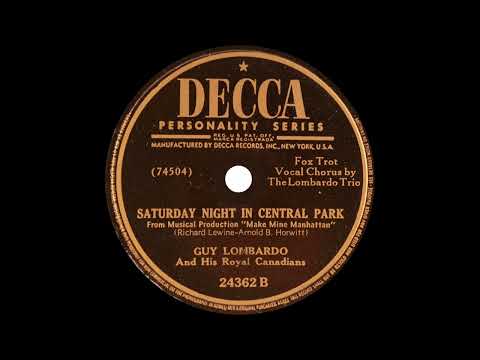 DECCA
PERSONALITY SERIES
REG. U.S. PAT. OFF.
MARCA REGISTRADA
MANUFACTURED BY DECCA RECORDS, INC., NEW YORK, U.S.A.
(74504)
Fox Trot
Vocal Chorus by
The Lombardo Trio
SATURDAY NIGHT IN CENTRAL PARK
From Musical Production "Make Mine Manhattan"
(Richard Lewine-Arnold B. Horwitt)
GUY LOMBARDO
And His Royal Canadians
24362 B